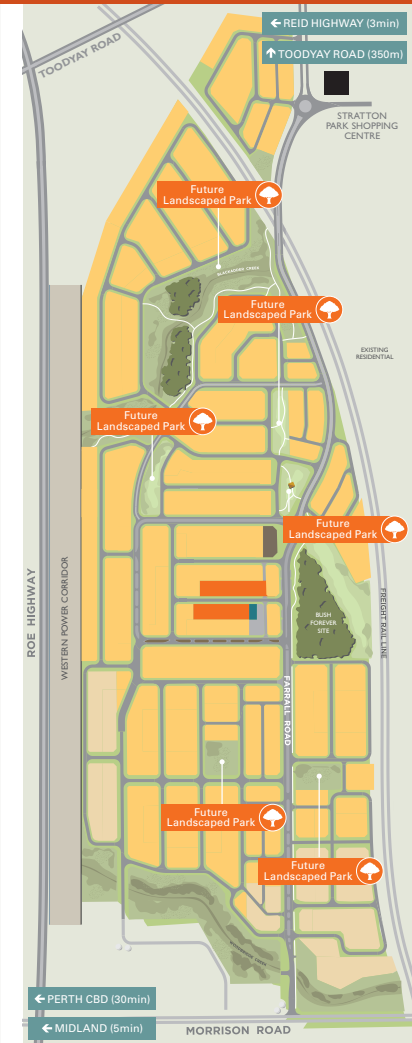 ← REID HIGHWAY (3min)
↑ TOODYAY ROAD (350m)
TOODYAY ROAD
STRATTON
PARK SHOPPING
CENTRE
Future
Landscaped Park
BLACKADDER CREEK
Future
Landscaped Park
EXISTING
RESIDENTIAL
Future
Landscaped Park
Future
Landscaped Park
ROE HIGHWAY
WESTERN POWER CORRIDOR
BUSH
FOREVER
SITE
FREIGHT RAIL LINE
FARRALL ROAD
Future
Landscaped Park
Future
Landscaped Park
← PERTH CBD (30min)
← MIDLAND (5min)
MORRISON ROAD